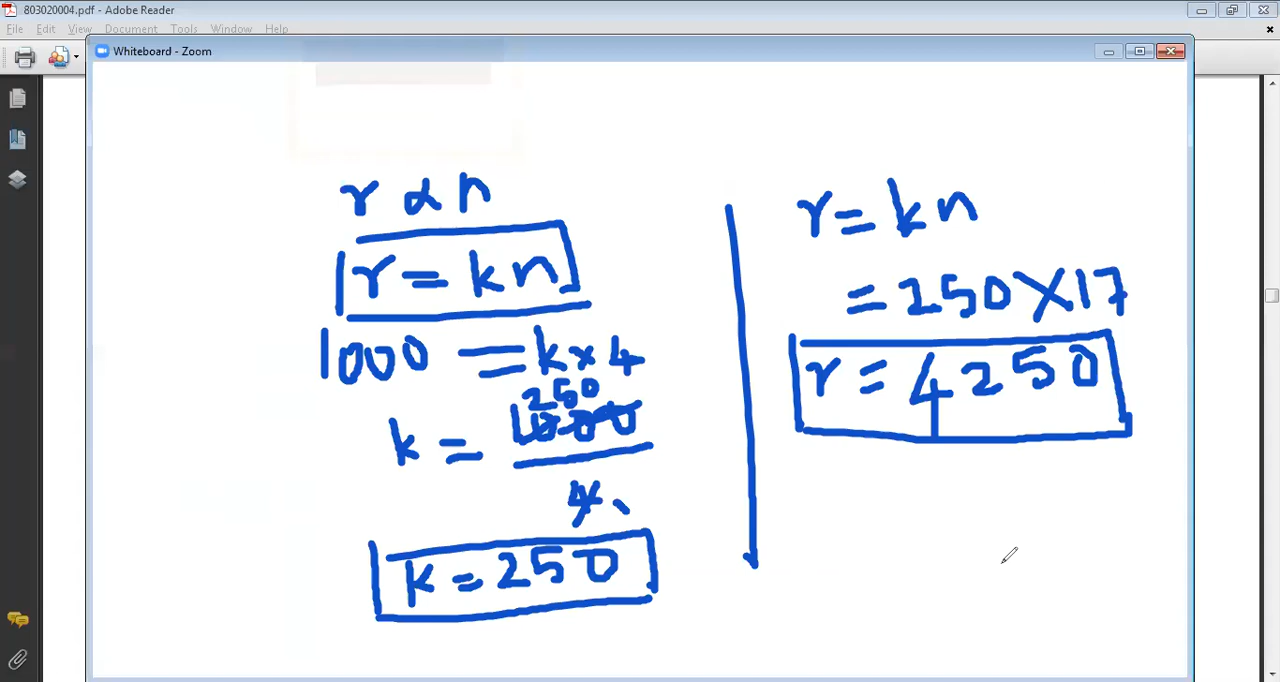 803020004.pdf - Adobe Reader
File Edit View Document Tools Window Help
Whiteboard - Zoom
r ∝ n
r = kn
1000 = k × 4
250
k = 1000
4
k = 250
r = kn
= 250 × 17
r = 4250